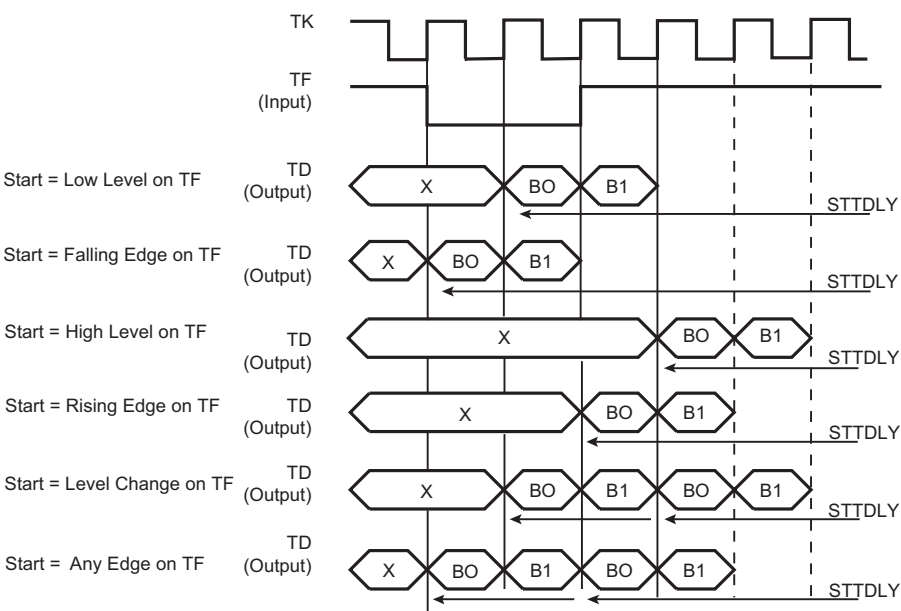 TK
TF
(Input)
Start = Low Level on TF
TD
(Output)
X
BO
B1
STTDLY
Start = Falling Edge on TF
TD
(Output)
X
BO
B1
STTDLY
Start = High Level on TF
TD
(Output)
X
BO
B1
STTDLY
Start = Rising Edge on TF
TD
(Output)
X
BO
B1
STTDLY
Start = Level Change on TF
TD
(Output)
X
BO
B1
BO
B1
STTDLY
Start = Any Edge on TF
TD
(Output)
X
BO
B1
BO
B1
STTDLY